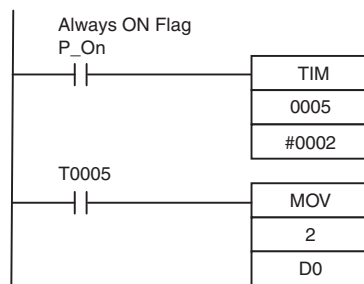 Always ON Flag
P_On
TIM
0005
#0002
T0005
MOV
2
D0